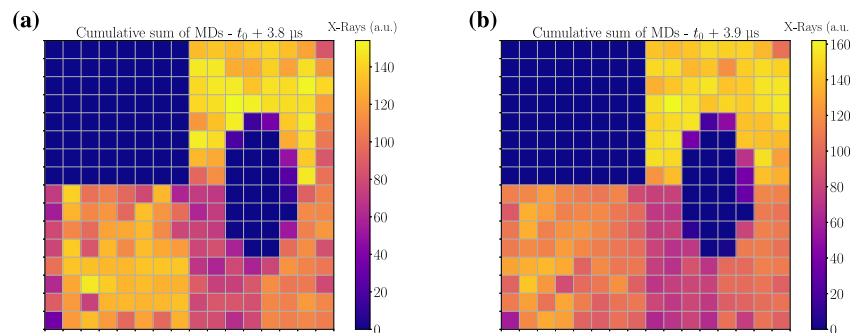 (a)
Cumulative sum of MDs - t₀ + 3.8 µs
X-Rays (a.u.)
140
120
100
80
60
40
20
0
(b)
Cumulative sum of MDs - t₀ + 3.9 µs
X-Rays (a.u.)
160
140
120
100
80
60
40
20
0